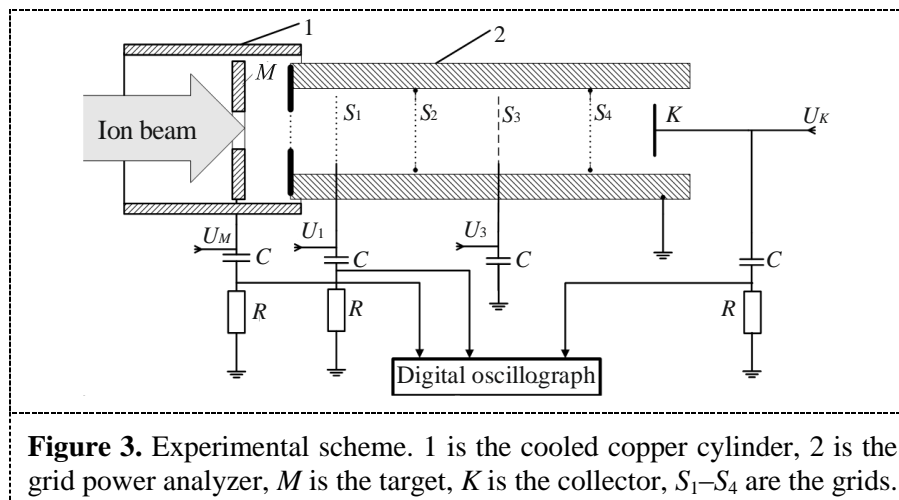 1
2
M
S1
S2
S3
S4
K
UK
Ion beam
UM
U1
U3
C
C
C
C
R
R
R
Digital oscillograph
Figure 3. Experimental scheme. 1 is the cooled copper cylinder, 2 is the
grid power analyzer, M is the target, K is the collector, S1–S4 are the grids.